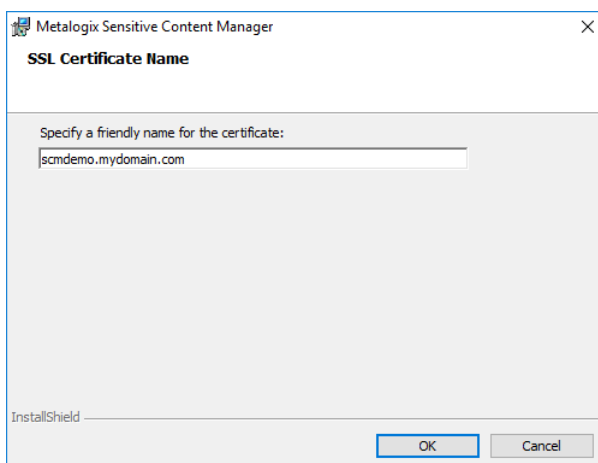 Metalogix Sensitive Content Manager
SSL Certificate Name
Specify a friendly name for the certificate:
scmdemo.mydomain.com
InstallShield
OK Cancel